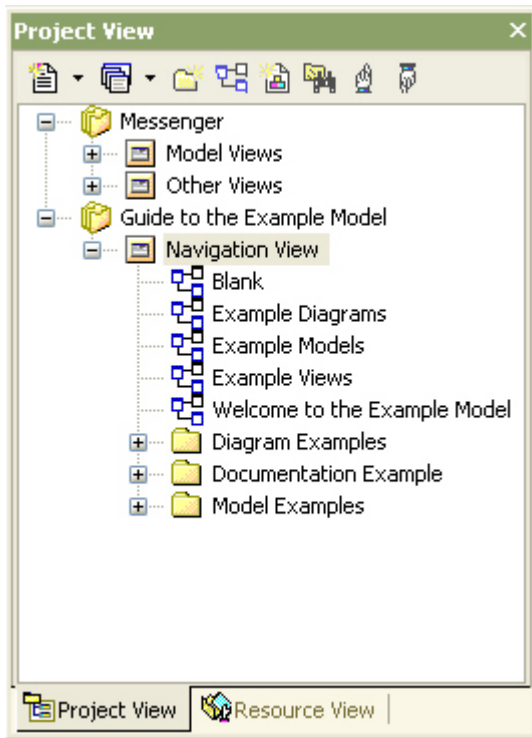 Project View
Messenger
Model Views
Other Views
Guide to the Example Model
Navigation View
Blank
Example Diagrams
Example Models
Example Views
Welcome to the Example Model
Diagram Examples
Documentation Example
Model Examples
Project View Resource View